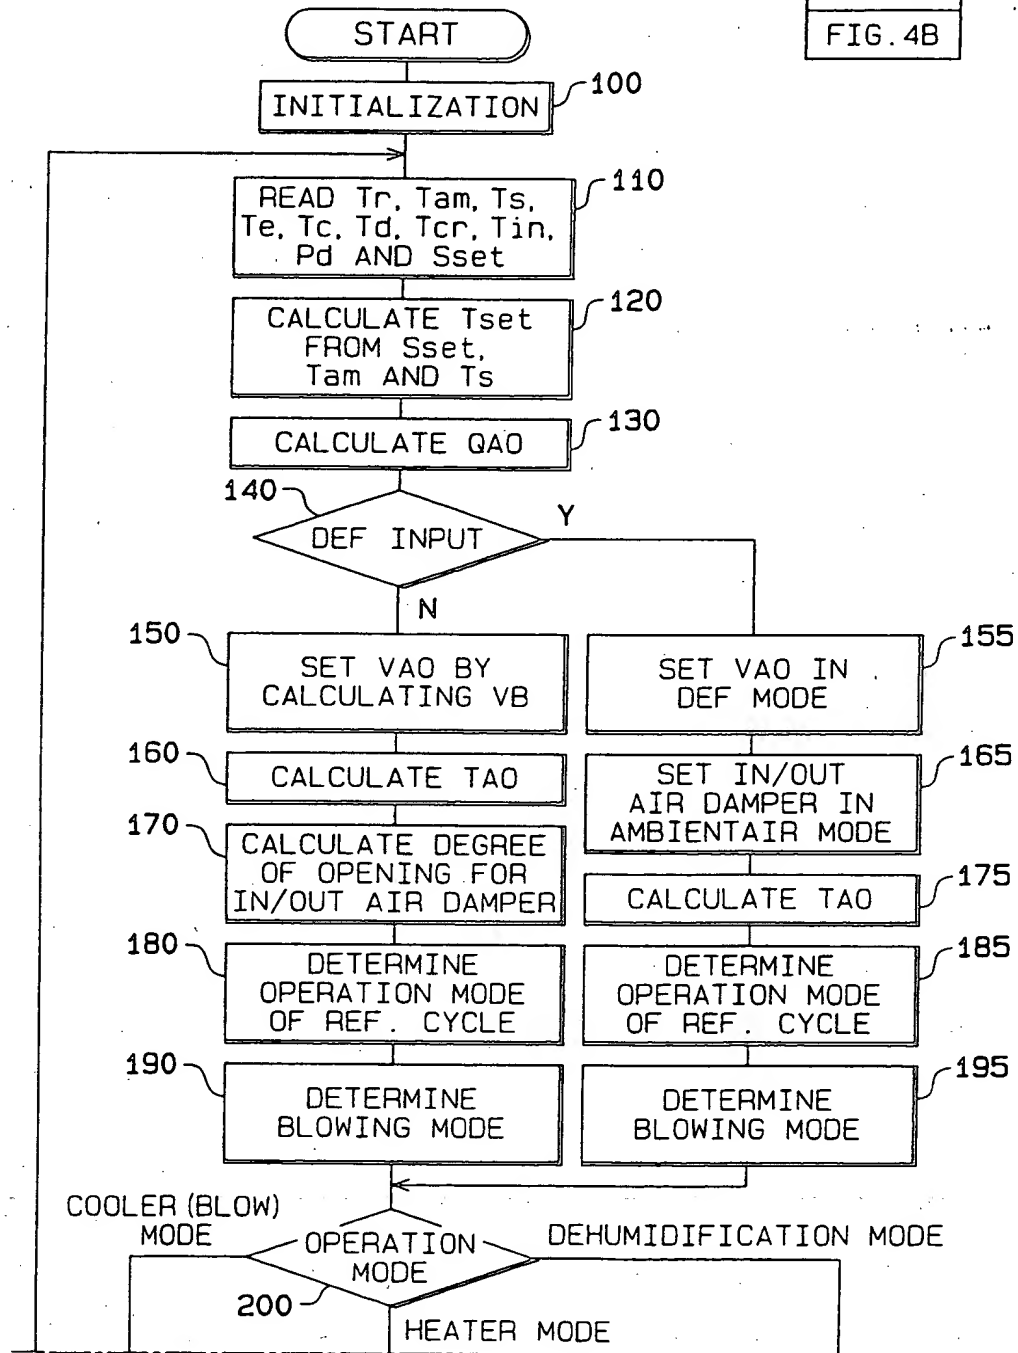 FIG.4B
START
INITIALIZATION
100
READ Tr, Tam, Ts,
Te, Tc, Td, Tcr, Tin,
Pd AND Sset
110
CALCULATE Tset
FROM Sset,
Tam AND Ts
120
CALCULATE QAO
130
140
DEF INPUT
Y
N
150
SET VAO BY
CALCULATING VB
SET VAO IN
DEF MODE
155
160
CALCULATE TAO
SET IN/OUT
AIR DAMPER IN
AMBIENTAIR MODE
165
170
CALCULATE DEGREE
OF OPENING FOR
IN/OUT AIR DAMPER
CALCULATE TAO
175
180
DETERMINE
OPERATION MODE
OF REF. CYCLE
DETERMINE
OPERATION MODE
OF REF. CYCLE
185
190
DETERMINE
BLOWING MODE
DETERMINE
BLOWING MODE
195
COOLER (BLOW)
MODE
OPERATION
MODE
DEHUMIDIFICATION MODE
200
HEATER MODE